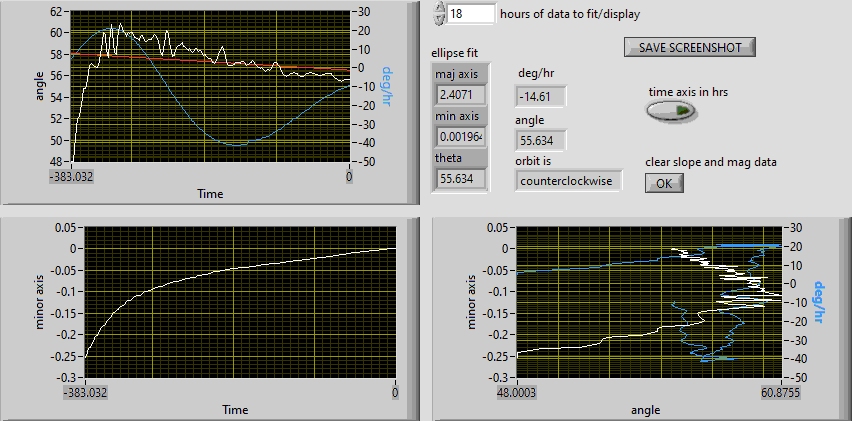 18 hours of data to fit/display
SAVE SCREENSHOT
ellipse fit
maj axis
2.4071
min axis
0.001964
theta
55.634
deg/hr
-14.61
angle
55.634
orbit is
counterclockwise
time axis in hrs
clear slope and mag data
OK
62
60
58
56
54
52
50
48
angle
30
20
10
0
-10
-20
-30
-40
-50
deg/hr
-383.032
0
Time
0.05
0
-0.05
-0.1
-0.15
-0.2
-0.25
-0.3
minor axis
-383.032
0
Time
0.05
0
-0.05
-0.1
-0.15
-0.2
-0.25
-0.3
minor axis
30
20
10
0
-10
-20
-30
-40
-50
deg/hr
48.0003
60.8755
angle